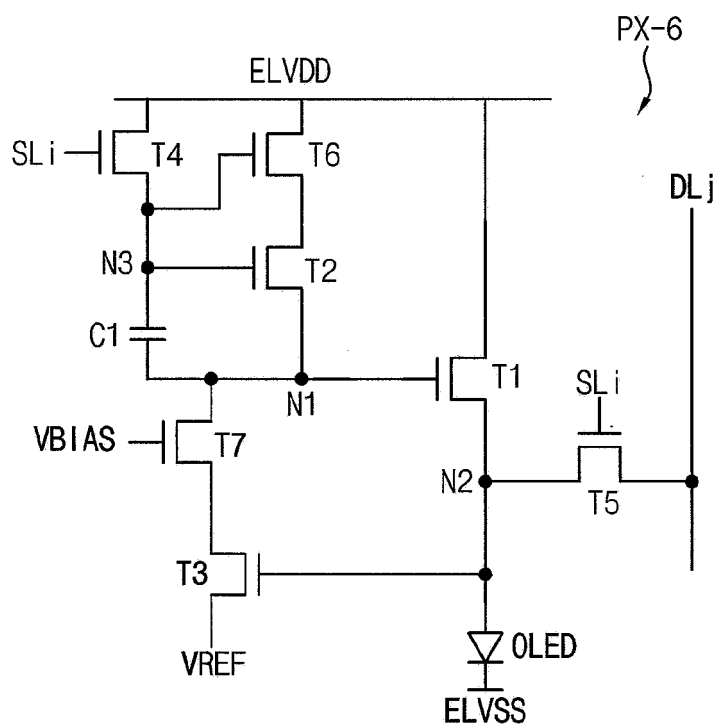 PX-6
ELVDD
SLi
T4
T6
DLj
N3
T2
C1
T1
SLi
N1
VBIAS
T7
N2
T5
T3
VREF
OLED
ELVSS